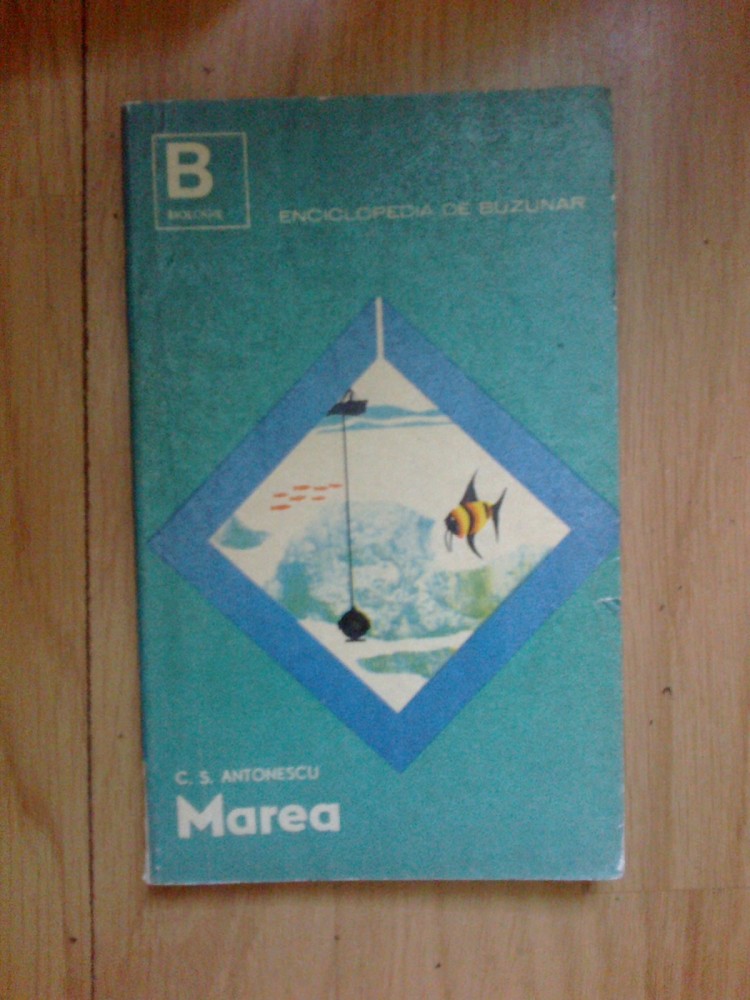 B
BIOLOGIE
ENCICLOPEDIA DE BUZUNAR
C. S. ANTONESCU
Marea